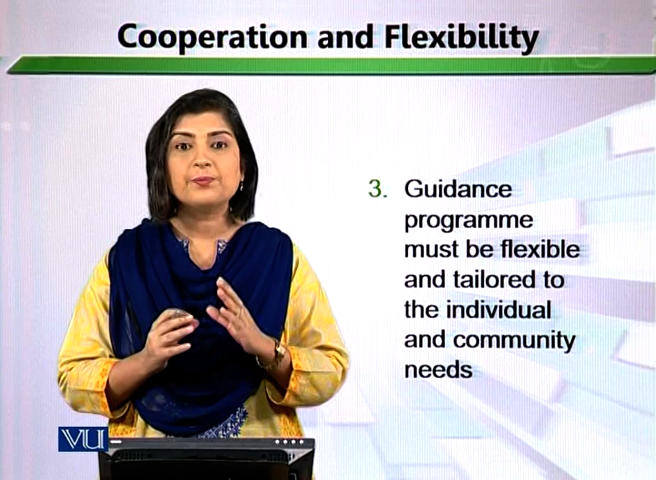 Cooperation and Flexibility
3. Guidance
programme
must be flexible
and tailored to
the individual
and community
needs
VU